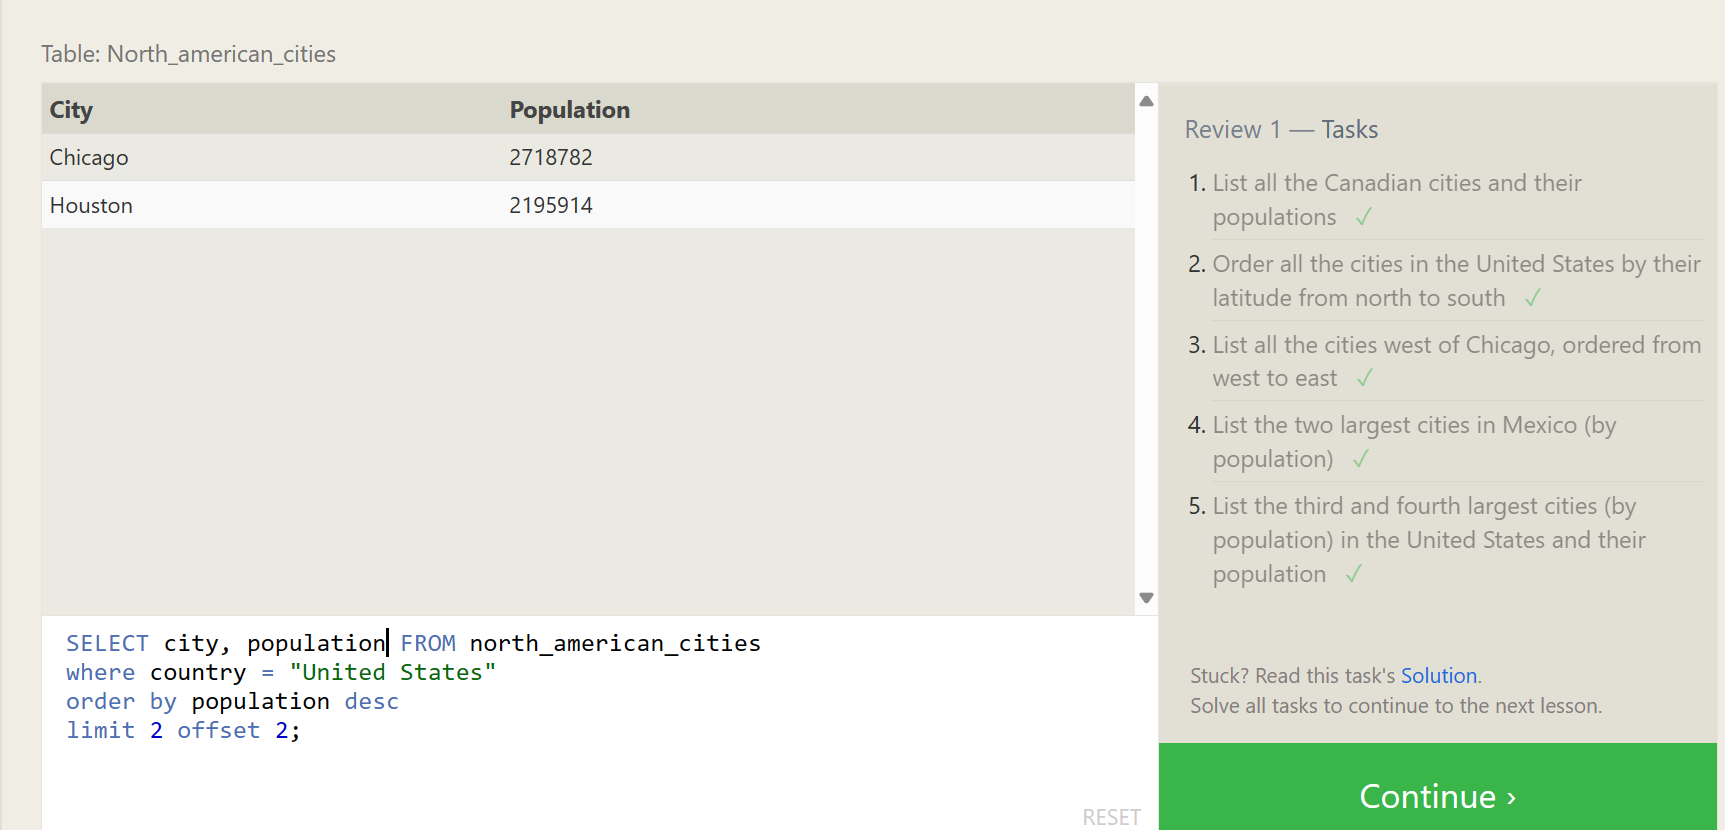 Table: North_american_cities
City Population
Chicago 2718782
Houston 2195914
SELECT city, population FROM north_american_cities
where country = "United States"
order by population desc
limit 2 offset 2;
RESET
Review 1 — Tasks
1. List all the Canadian cities and their
populations ✓
2. Order all the cities in the United States by their
latitude from north to south ✓
3. List all the cities west of Chicago, ordered from
west to east ✓
4. List the two largest cities in Mexico (by
population) ✓
5. List the third and fourth largest cities (by
population) in the United States and their
population ✓
Stuck? Read this task's Solution.
Solve all tasks to continue to the next lesson.
Continue ›